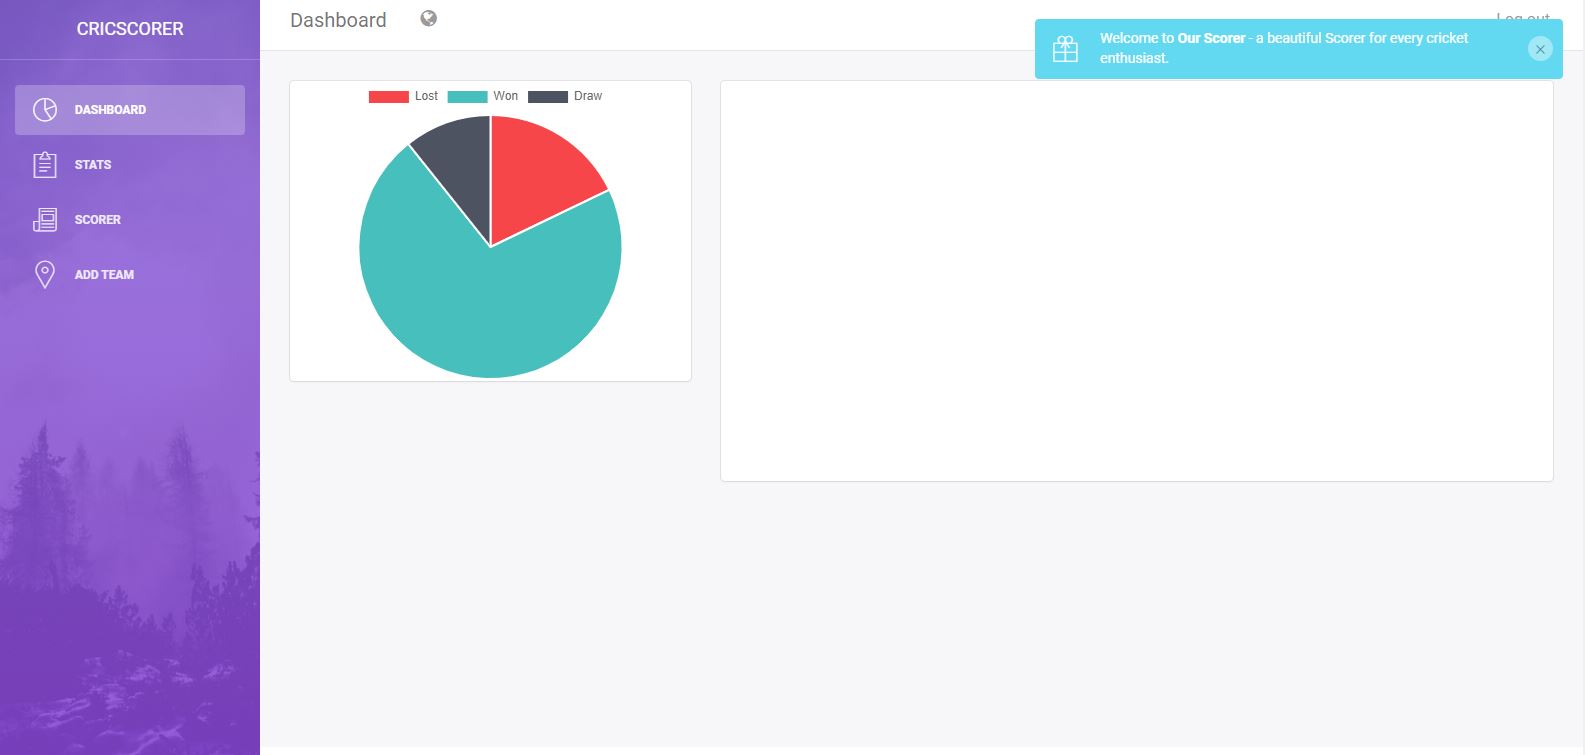 CRICSCORER
DASHBOARD
STATS
SCORER
ADD TEAM
Dashboard
Log out
Welcome to Our Scorer - a beautiful Scorer for every cricket
enthusiast.
Lost Won Draw